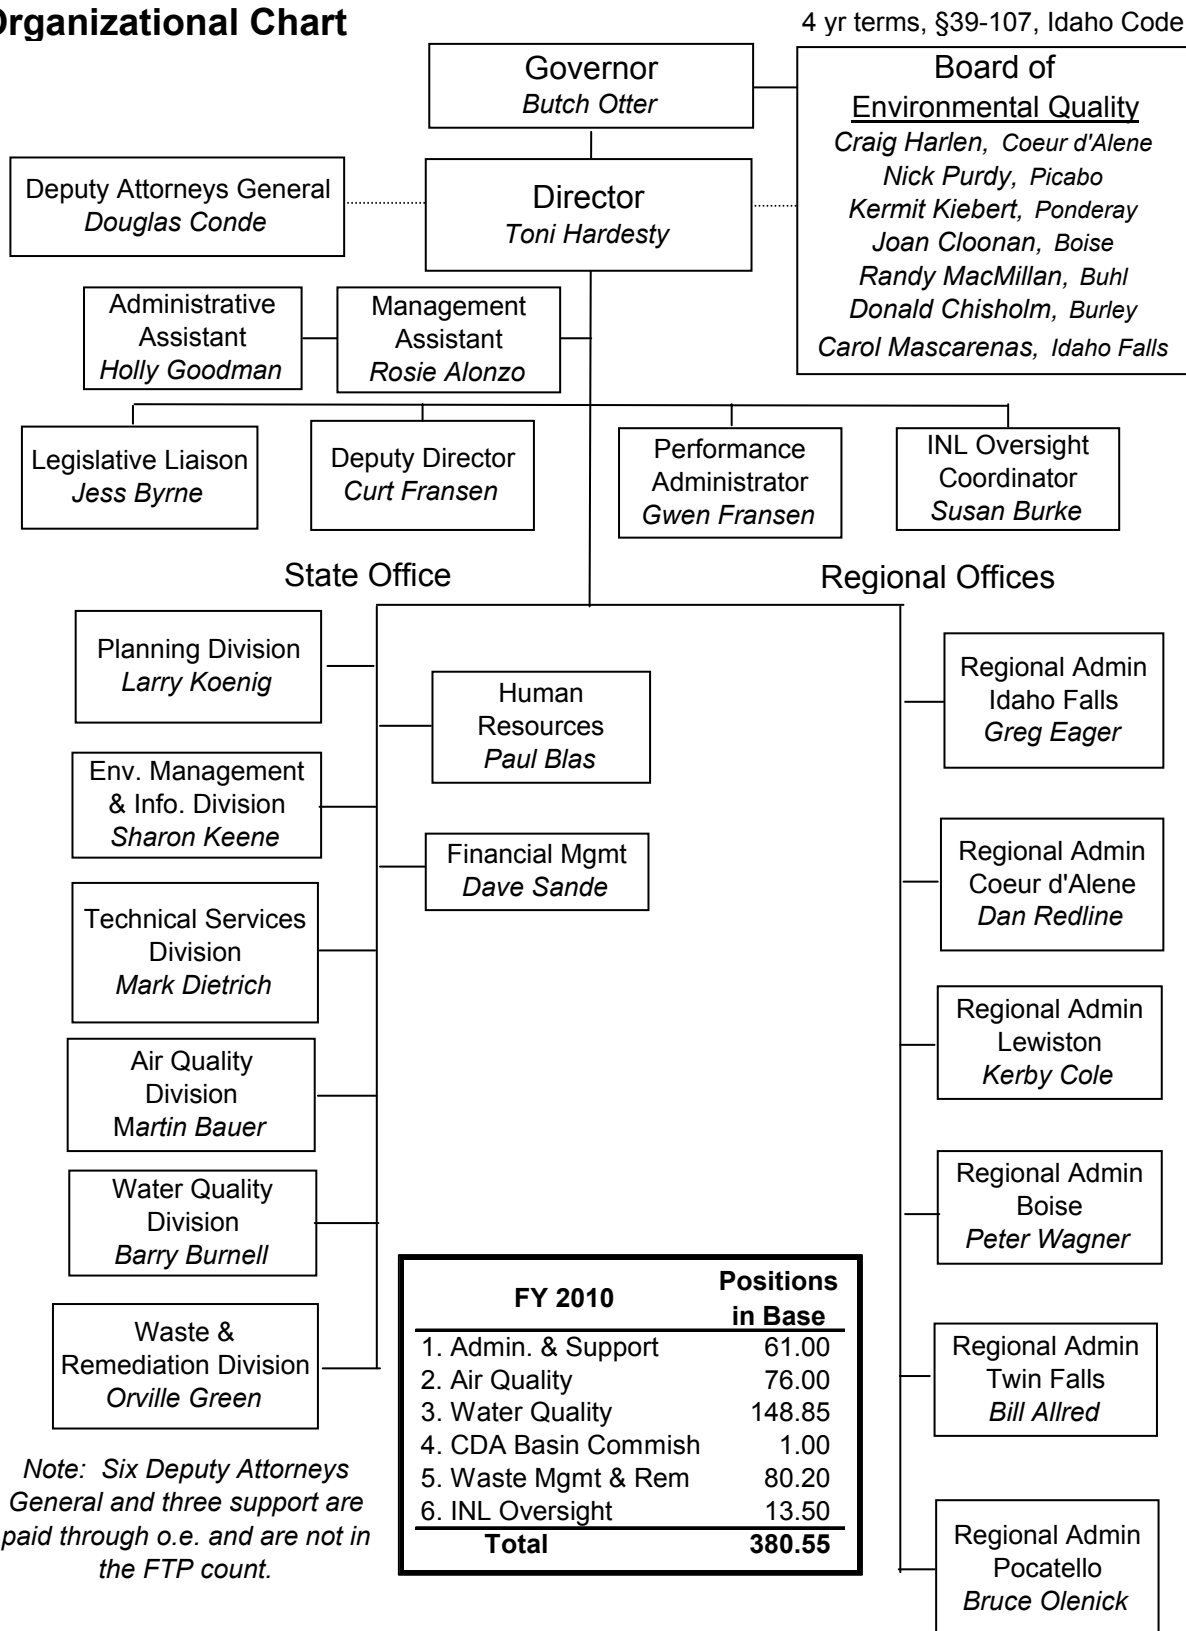 Organizational Chart
4 yr terms, §39-107, Idaho Code
Governor
Butch Otter
Board of
Environmental Quality
Craig Harlen, Coeur d'Alene
Nick Purdy, Picabo
Kermit Kiebert, Ponderay
Joan Cloonan, Boise
Randy MacMillan, Buhl
Donald Chisholm, Burley
Carol Mascarenas, Idaho Falls
Deputy Attorneys General
Douglas Conde
Director
Toni Hardesty
Administrative
Assistant
Holly Goodman
Management
Assistant
Rosie Alonzo
Legislative Liaison
Jess Byrne
Deputy Director
Curt Fransen
Performance
Administrator
Gwen Fransen
INL Oversight
Coordinator
Susan Burke
State Office
Regional Offices
Planning Division
Larry Koenig
Human
Resources
Paul Blas
Env. Management
& Info. Division
Sharon Keene
Financial Mgmt
Dave Sande
Technical Services
Division
Mark Dietrich
Air Quality
Division
Martin Bauer
Water Quality
Division
Barry Burnell
Waste &
Remediation Division
Orville Green
Regional Admin
Idaho Falls
Greg Eager
Regional Admin
Coeur d'Alene
Dan Redline
Regional Admin
Lewiston
Kerby Cole
Regional Admin
Boise
Peter Wagner
Regional Admin
Twin Falls
Bill Allred
Regional Admin
Pocatello
Bruce Olenick
Note: Six Deputy Attorneys
General and three support are
paid through o.e. and are not in
the FTP count.
FY 2010 Positions
in Base
1. Admin. & Support 61.00
2. Air Quality 76.00
3. Water Quality 148.85
4. CDA Basin Commish 1.00
5. Waste Mgmt & Rem 80.20
6. INL Oversight 13.50
Total 380.55